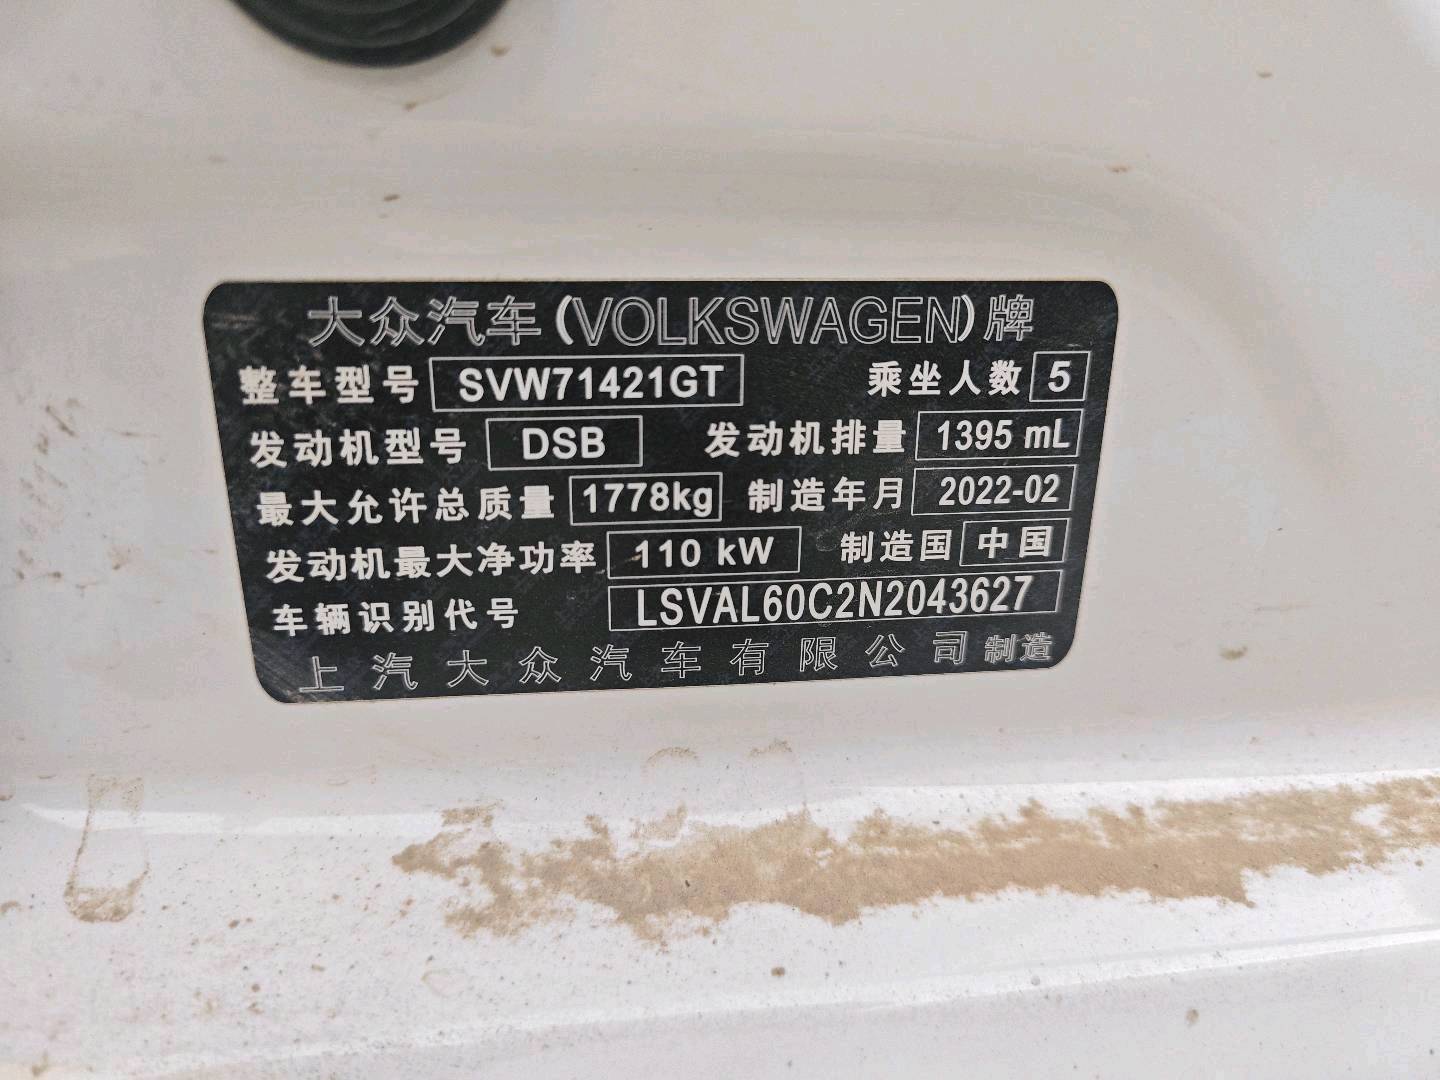 大众汽车(VOLKSWAGEN)牌
整车型号 SVW71421GT 乘坐人数 5
发动机型号 DSB 发动机排量 1395 mL
最大允许总质量 1778kg 制造年月 2022-02
发动机最大净功率 110 kW 制造国 中国
车辆识别代号 LSVAL60C2N2043627
上汽大众汽车有限公司制造